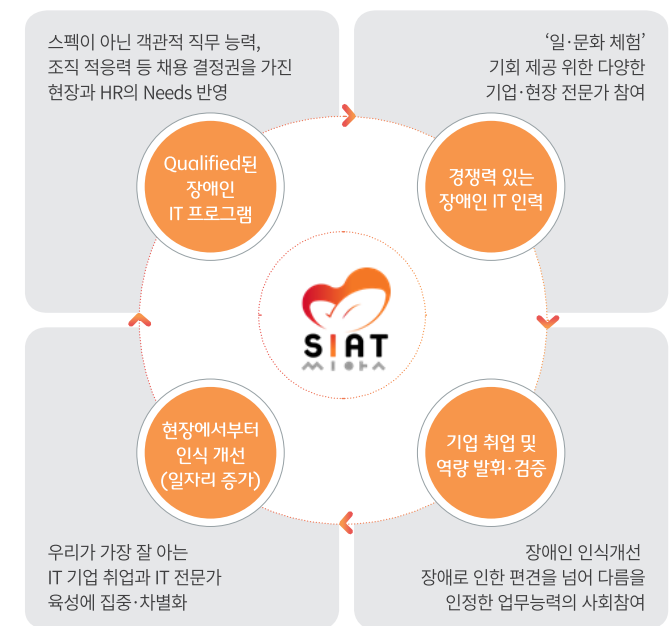 스펙이 아닌 객관적 직무 능력,
조직 적응력 등 채용 결정권을 가진
현장과 HR의 Needs 반영
‘일·문화 체험’
기회 제공 위한 다양한
기업·현장 전문가 참여
Qualified된
장애인
IT 프로그램
경쟁력 있는
장애인 IT 인력
SIAT
씨앗
현장에서부터
인식 개선
(일자리 증가)
기업 취업 및
역량 발휘·검증
우리가 가장 잘 아는
IT 기업 취업과 IT 전문가
육성에 집중·차별화
장애인 인식개선
장애로 인한 편견을 넘어 다름을
인정한 업무능력의 사회참여